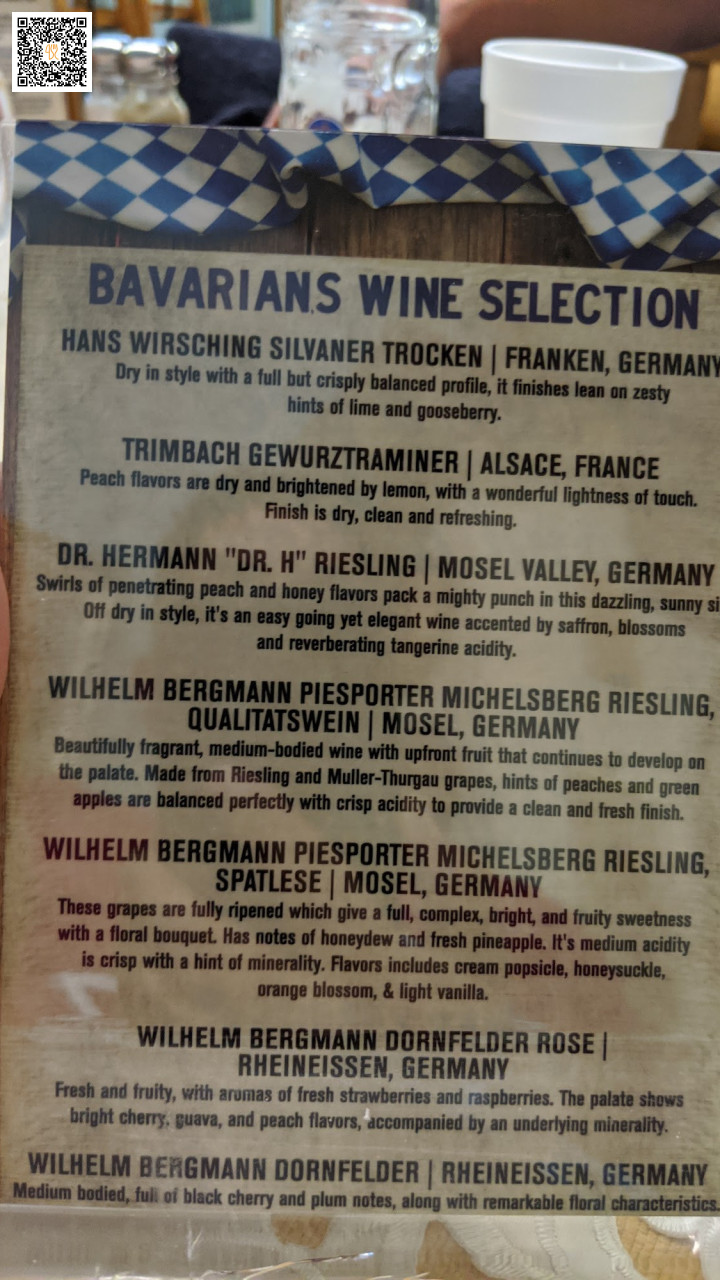 BAVARIANS WINE SELECTION
HANS WIRSCHING SILVANER TROCKEN | FRANKEN, GERMANY
Dry in style with a full but crisply balanced profile, it finishes lean on zesty
hints of lime and gooseberry.
TRIMBACH GEWURZTRAMINER | ALSACE, FRANCE
Peach flavors are dry and brightened by lemon, with a wonderful lightness of touch.
Finish is dry, clean and refreshing.
DR. HERMANN "DR. H" RIESLING | MOSEL VALLEY, GERMANY
Swirls of penetrating peach and honey flavors pack a mighty punch in this dazzling, sunny si
Off dry in style, it's an easy going yet elegant wine accented by saffron, blossoms
and reverberating tangerine acidity.
WILHELM BERGMANN PIESPORTER MICHELSBERG RIESLING,
QUALITATSWEIN | MOSEL, GERMANY
Beautifully fragrant, medium-bodied wine with upfront fruit that continues to develop on
the palate. Made from Riesling and Muller-Thurgau grapes, hints of peaches and green
apples are balanced perfectly with crisp acidity to provide a clean and fresh finish.
WILHELM BERGMANN PIESPORTER MICHELSBERG RIESLING,
SPATLESE | MOSEL, GERMANY
These grapes are fully ripened which give a full, complex, bright, and fruity sweetness
with a floral bouquet. Has notes of honeydew and fresh pineapple. It's medium acidity
is crisp with a hint of minerality. Flavors includes cream popsicle, honeysuckle,
orange blossom, & light vanilla.
WILHELM BERGMANN DORNFELDER ROSE |
RHEINEISSEN, GERMANY
Fresh and fruity, with aromas of fresh strawberries and raspberries. The palate shows
bright cherry, guava, and peach flavors, accompanied by an underlying minerality.
WILHELM BERGMANN DORNFELDER | RHEINEISSEN, GERMANY
Medium bodied, full of black cherry and plum notes, along with remarkable floral characteristics.